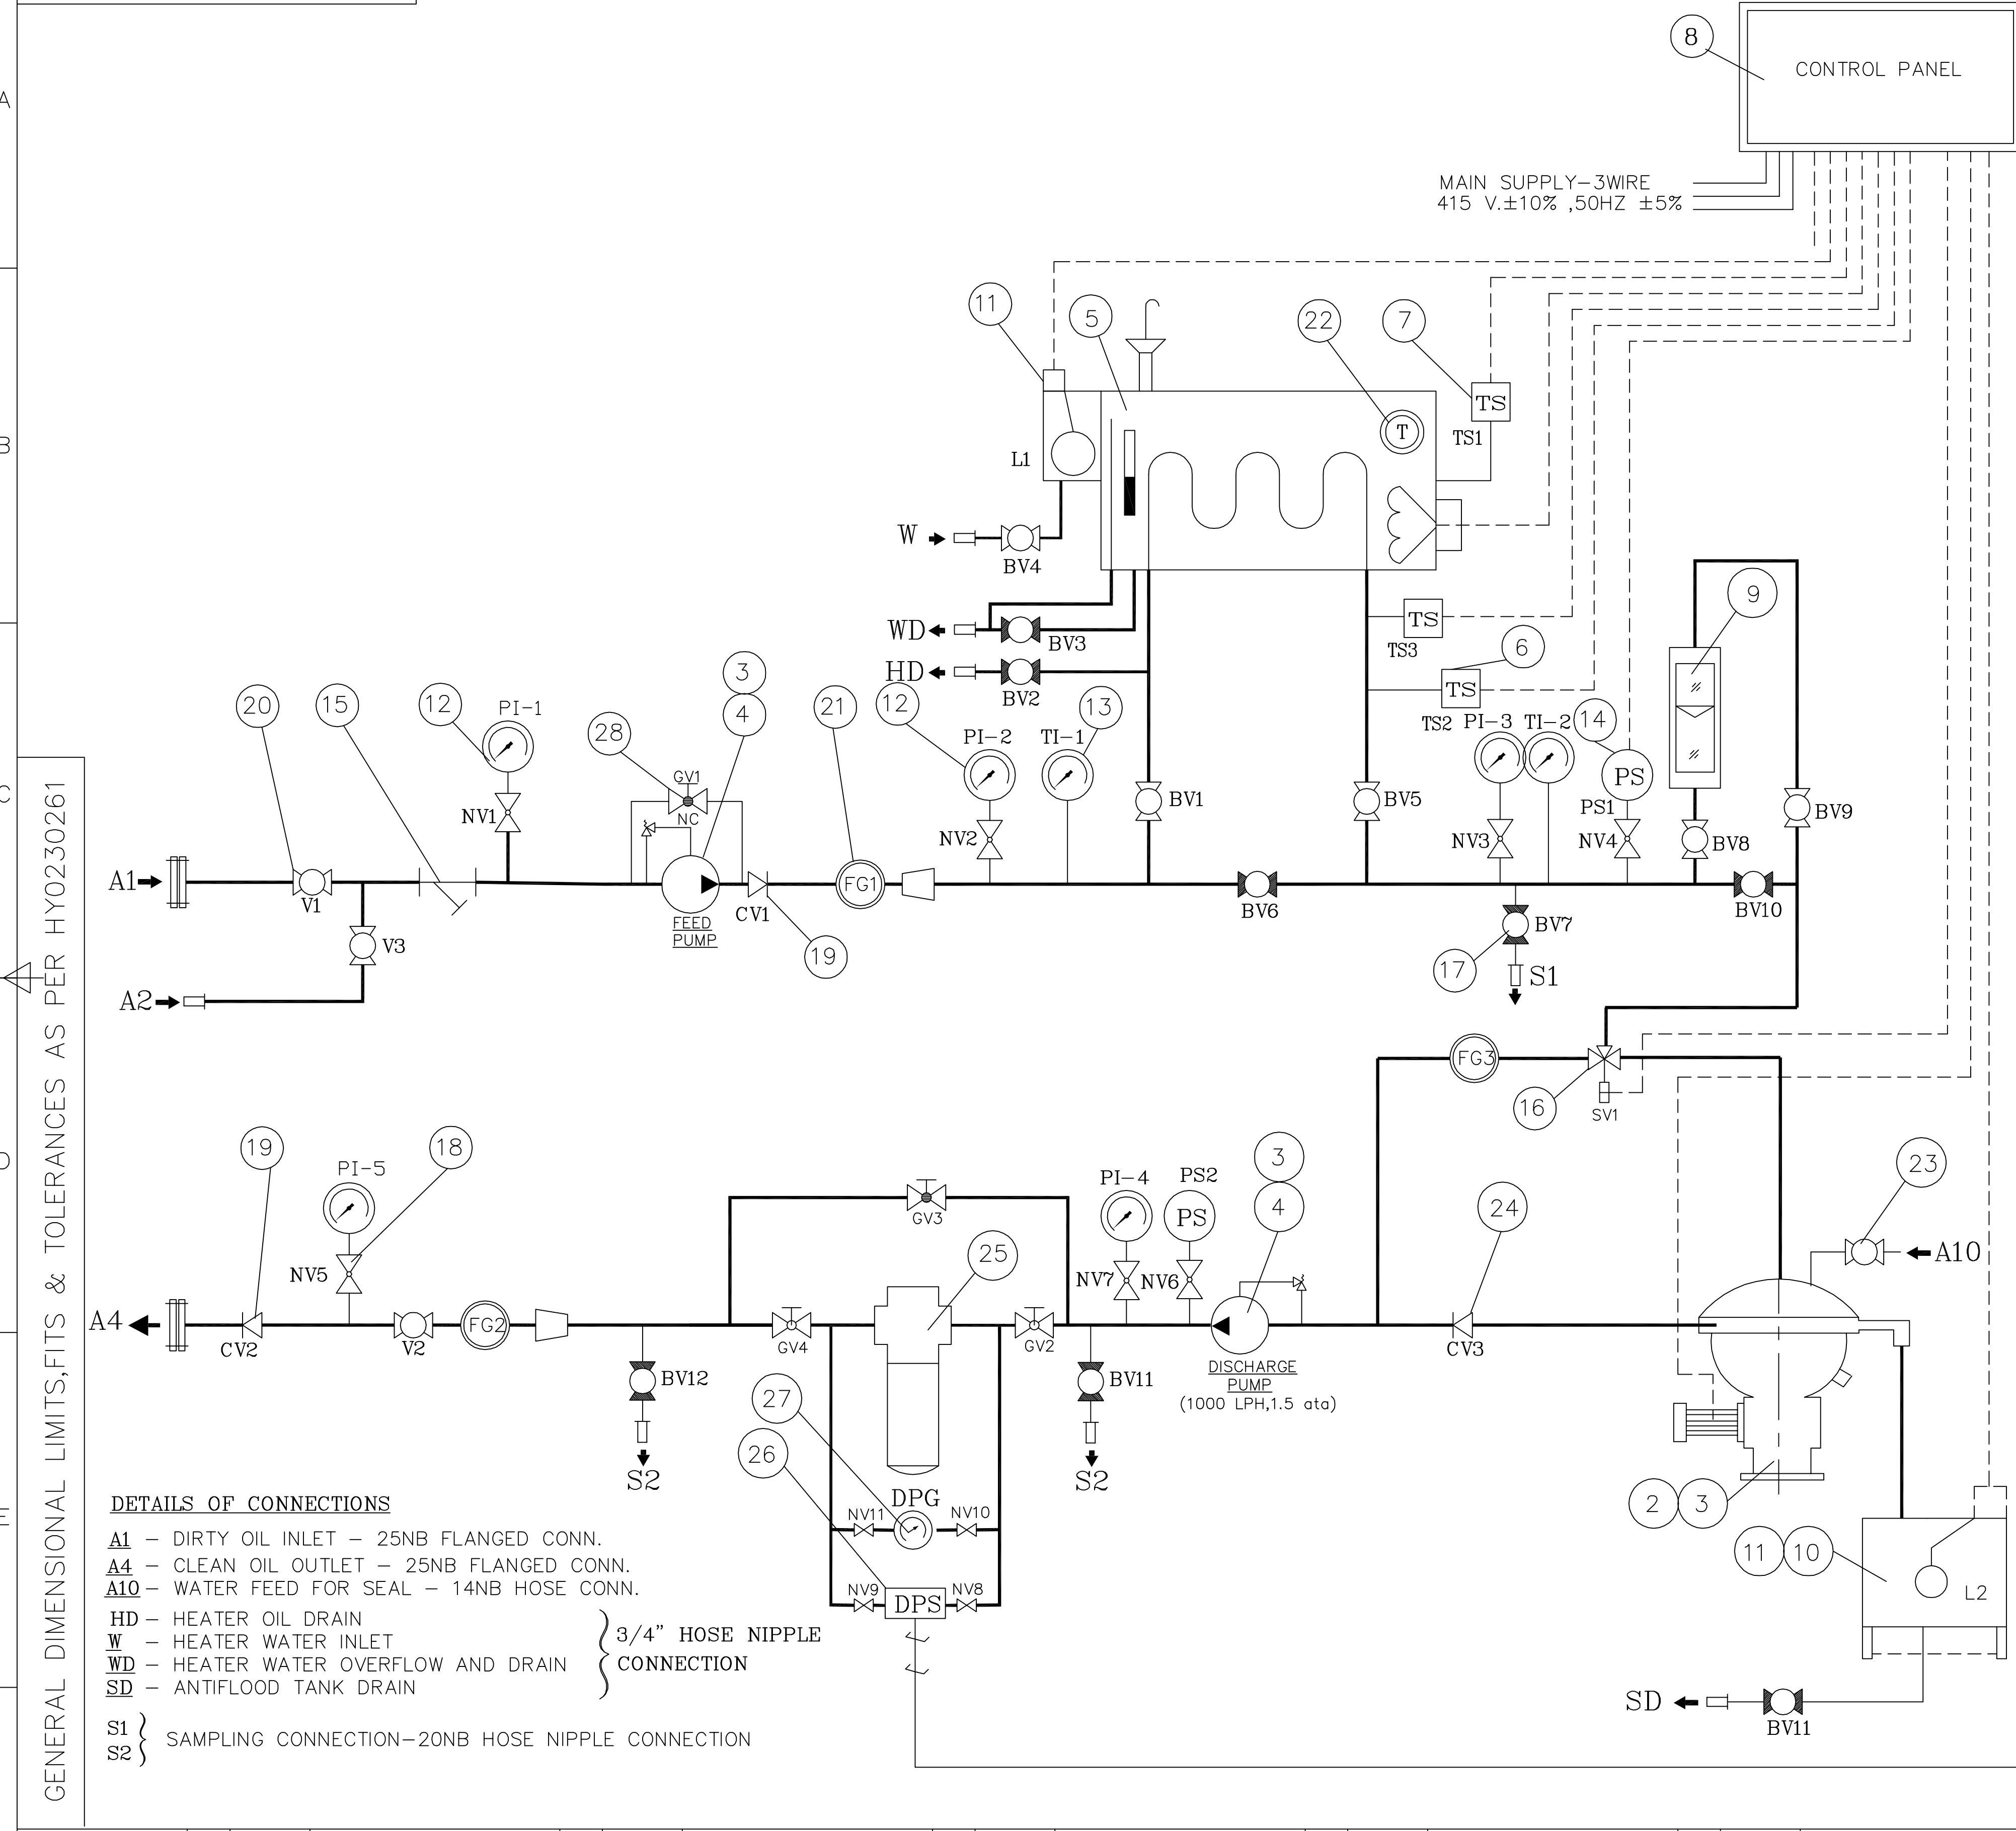 A
8
CONTROL PANEL
MAIN SUPPLY-3WIRE
415 V.±10% ,50HZ ±5%
11
5
22
7
T
TS
TS1
B
L1
W
BV4
9
WD
BV3
TS
TS3
6
HD
BV2
TS
TS2
20
15
12
PI-1
3
4
21
12
13
PI-2
TI-1
PI-3
TI-2
14
28
GV1
NC
PS
PS1
C
NV1
NV2
BV1
BV5
NV3
NV4
BV8
BV9
A1
V1
FEED
PUMP
CV1
FG1
BV6
BV10
V3
19
17
BV7
S1
A2
FG3
16
SV1
D
19
PI-5
18
3
4
PI-4
PS2
PS
24
23
GV3
25
A10
NV5
NV7
NV6
A4
CV2
V2
FG2
GV4
GV2
CV3
BV12
BV11
DISCHARGE
PUMP
(1000 LPH,1.5 ata)
27
26
S2
S2
DPG
NV11
NV10
2
3
E
NV9
DPS
NV8
11
10
L2
SD
BV11
DETAILS OF CONNECTIONS
A1 - DIRTY OIL INLET - 25NB FLANGED CONN.
A4 - CLEAN OIL OUTLET - 25NB FLANGED CONN.
A10 - WATER FEED FOR SEAL - 14NB HOSE CONN.
HD - HEATER OIL DRAIN
W - HEATER WATER INLET
WD - HEATER WATER OVERFLOW AND DRAIN
SD - ANTIFLOOD TANK DRAIN
3/4" HOSE NIPPLE
CONNECTION
S1
S2
SAMPLING CONNECTION-20NB HOSE NIPPLE CONNECTION
GENERAL DIMENSIONAL LIMITS,FITS & TOLERANCES AS PER HY0230261